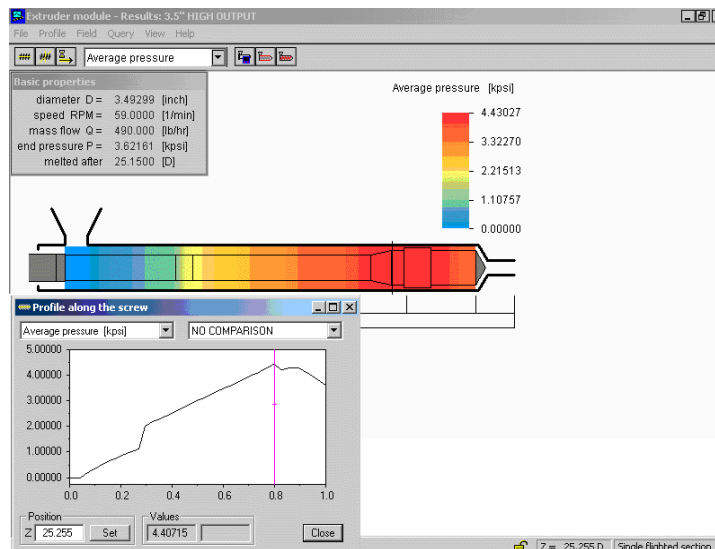 Extruder module - Results: 3.5" HIGH OUTPUT
File Profile Field Query View Help
Average pressure
Basic properties
diameter D = 3.49299 [inch]
speed RPM = 59.0000 [1/min]
mass flow Q = 490.000 [lb/hr]
end pressure P = 3.62161 [kpsi]
melted after 25.1500 [D]
Average pressure [kpsi]
4.43027
3.32270
2.21513
1.10757
0.00000
Profile along the screw
Average pressure [kpsi] NO COMPARISON
5.00000
4.00000
3.00000
2.00000
1.00000
0.00000
0.0 0.2 0.4 0.6 0.8 1.0
Position Values
Z 25.255 Set 4.40715 Close
Z = 25.255 D Single flighted section